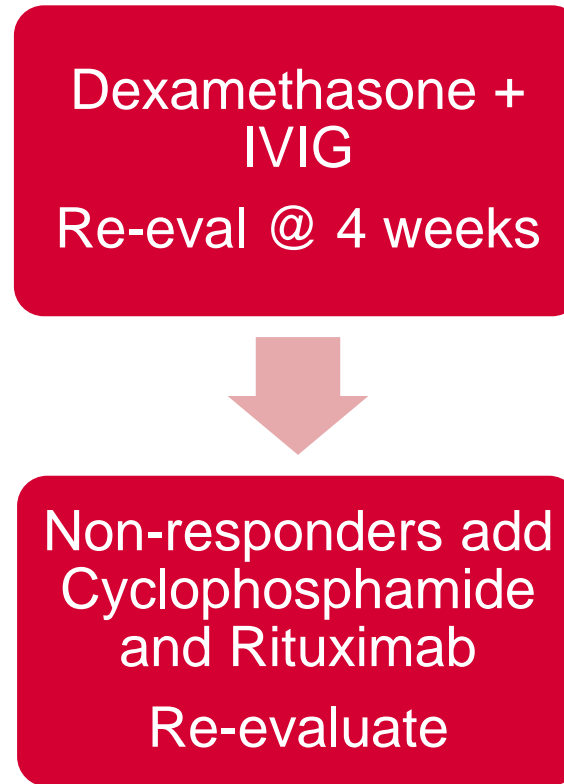 Dexamethasone +
IVIG
Re-eval @ 4 weeks
Non-responders add
Cyclophosphamide
and Rituximab
Re-evaluate